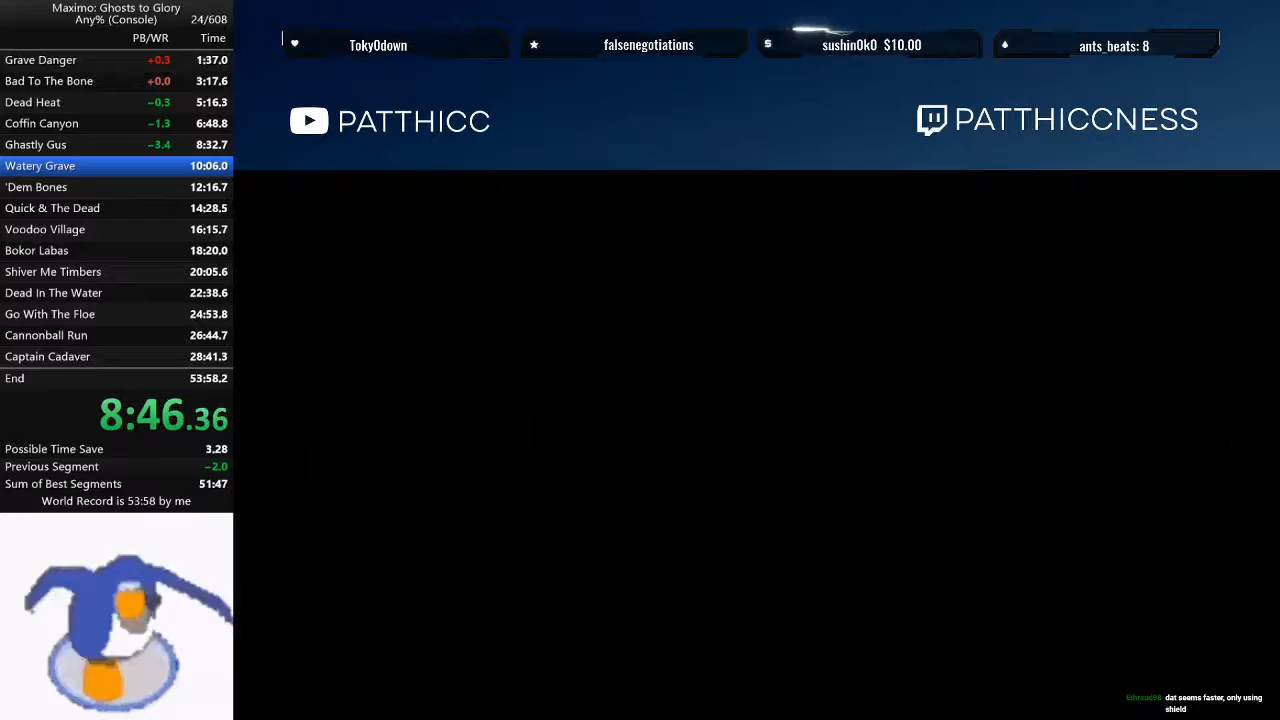 Maximo: Ghosts to Glory
Any% (Console) 24/608
PB/WR Time
Grave Danger +0.3 1:37.0
Bad To The Bone +0.0 3:17.6
Dead Heat −0.3 5:16.3
Coffin Canyon −1.3 6:48.8
Ghastly Gus −3.4 8:32.7
Watery Grave 10:06.0
'Dem Bones 12:16.7
Quick & The Dead 14:28.5
Voodoo Village 16:15.7
Bokor Labas 18:20.0
Shiver Me Timbers 20:05.6
Dead In The Water 22:38.6
Go With The Floe 24:53.8
Cannonball Run 26:44.7
Captain Cadaver 28:41.3
End 53:58.2
8:46.36
Possible Time Save 3.28
Previous Segment −2.0
Sum of Best Segments 51:47
World Record is 53:58 by me
Toky0down falsenegotiations sushin0k0 $10.00 ants_beats: 8
PATTHICC PATTHICCNESS
dat seems faster, only using
shield